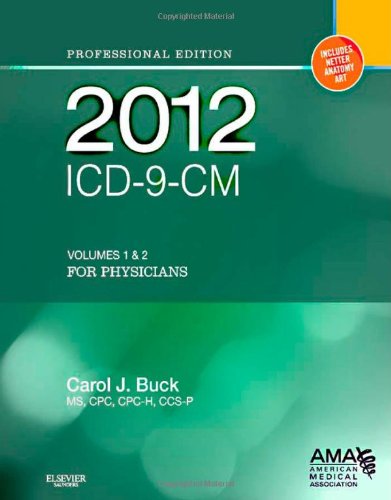 PROFESSIONAL EDITION
INCLUDES
NETTER
ANATOMY
ART
2012
ICD-9-CM
VOLUMES 1 & 2
FOR PHYSICIANS
Carol J. Buck
MS, CPC, CPC-H, CCS-P
ELSEVIER
SAUNDERS
AMA
AMERICAN
MEDICAL
ASSOCIATION